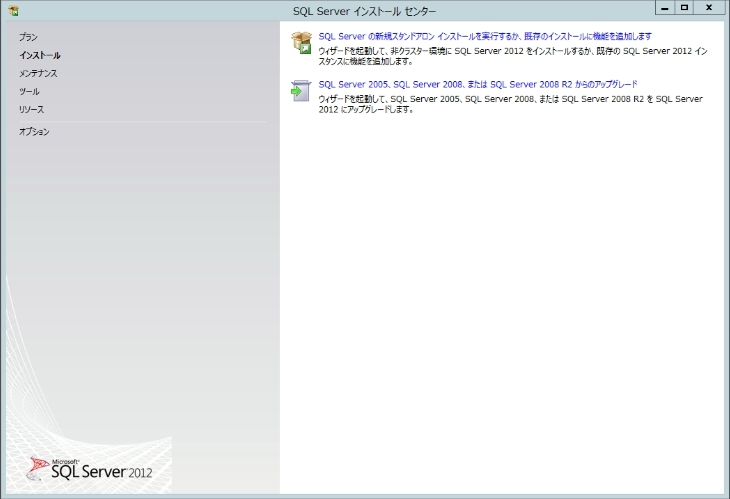 SQL Server インストール センター
プラン
インストール
メンテナンス
ツール
リソース
オプション
SQL Server の新規スタンドアロン インストールを実行するか、既存のインストールに機能を追加します
ウィザードを起動して、非クラスター環境に SQL Server 2012 をインストールするか、既存の SQL Server 2012 イン
スタンスに機能を追加します。
SQL Server 2005、SQL Server 2008、または SQL Server 2008 R2 からのアップグレード
ウィザードを起動して、SQL Server 2005、SQL Server 2008、または SQL Server 2008 R2 を SQL Server
2012 にアップグレードします。
Microsoft®
SQL Server 2012